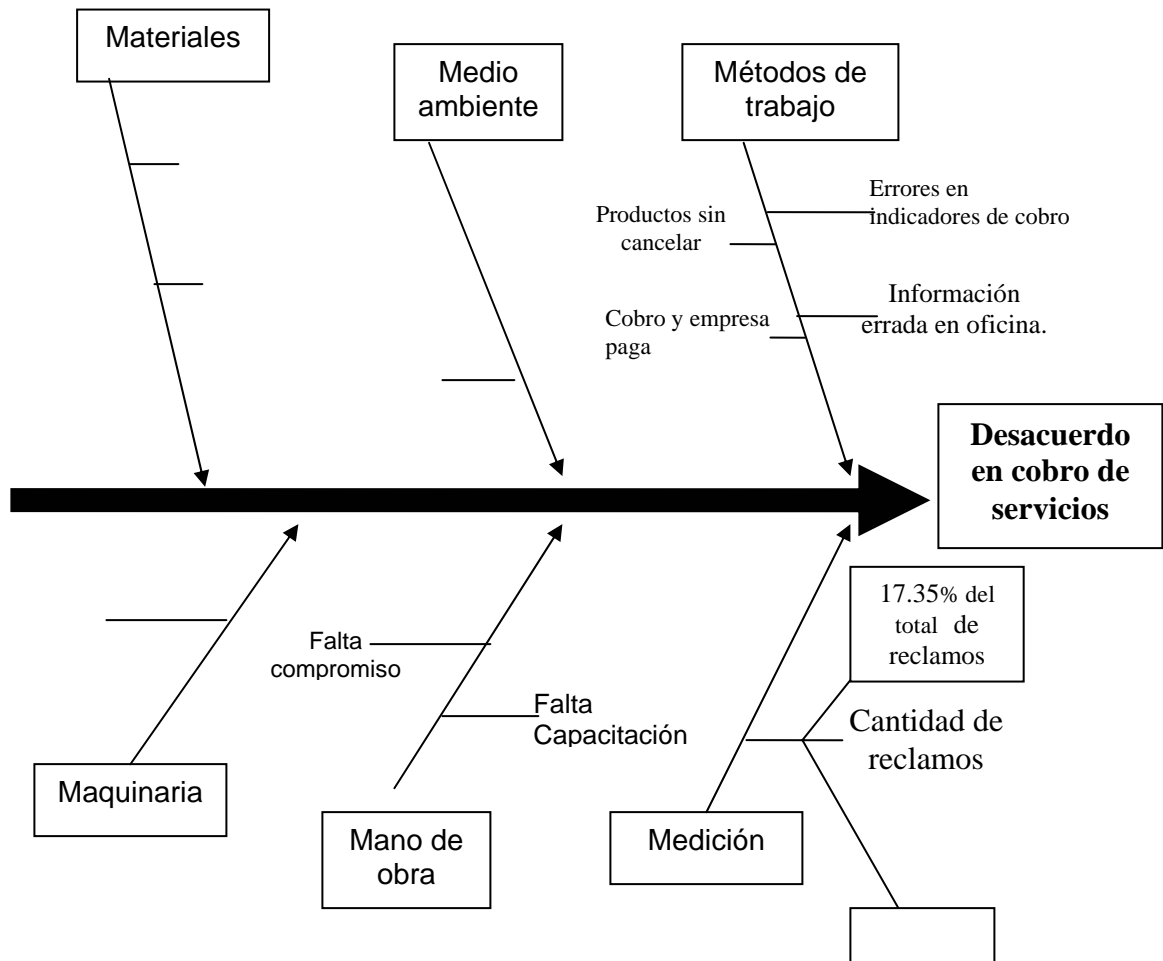 Materiales
Medio
ambiente
Métodos de
trabajo
Errores en
indicadores de cobro
Productos sin
cancelar
Información
errada en oficina.
Cobro y empresa
paga
Desacuerdo
en cobro de
servicios
17.35% del
total de
reclamos
Falta
compromiso
Falta
Capacitación
Cantidad de
reclamos
Maquinaria
Mano de
obra
Medición